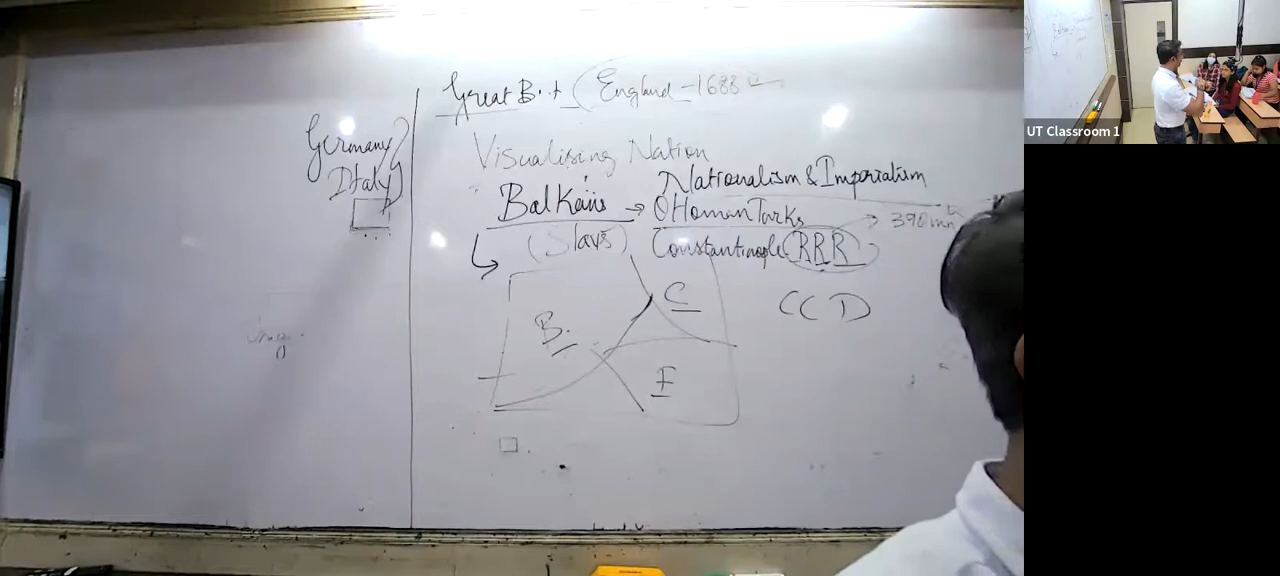 Germany
Italy
Great B.t (England - 1688
Visualising Nation
Nationalism & Imperialism
Balkans → Ottoman Turks → 390mn
(Slavs) Constantinople RRR
C
B.
CCD
F
UT Classroom 1